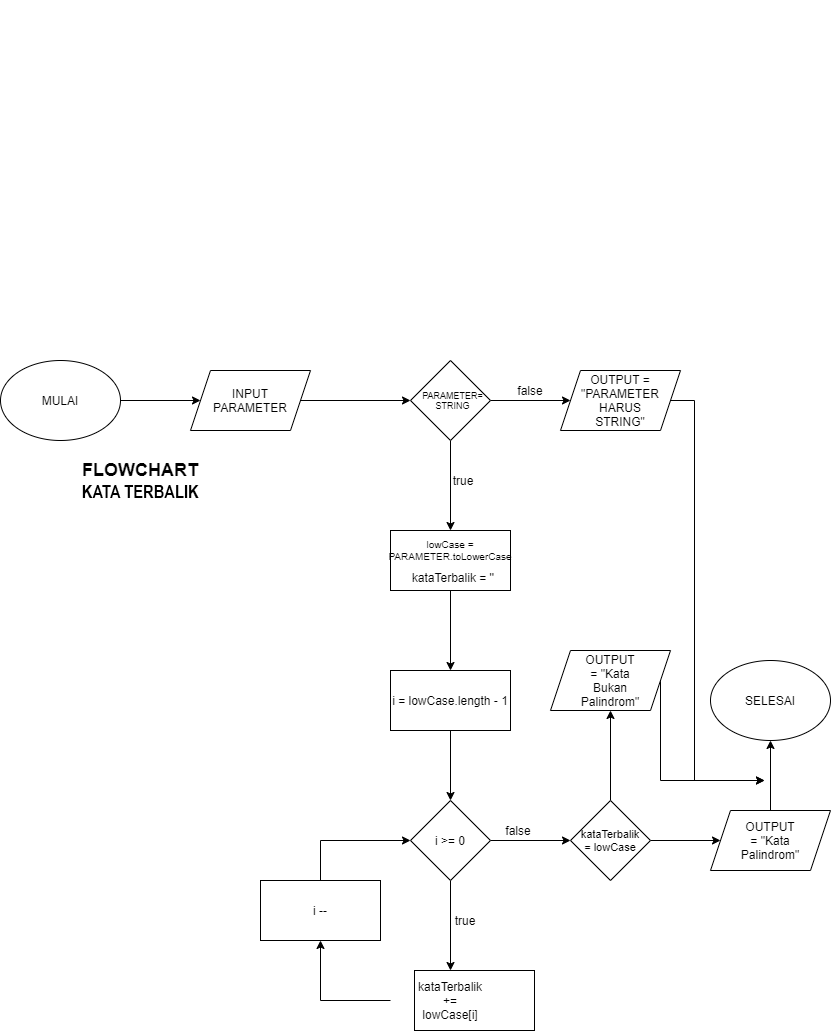 MULAI
INPUT
PARAMETER
PARAMETER=
STRING
false
OUTPUT =
"PARAMETER
HARUS
STRING"
FLOWCHART
KATA TERBALIK
true
lowCase =
PARAMETER.toLowerCase
kataTerbalik = ''
i = lowCase.length - 1
OUTPUT
= "Kata
Bukan
Palindrom"
SELESAI
i >= 0
false
kataTerbalik
= lowCase
OUTPUT
= "Kata
Palindrom"
i --
true
kataTerbalik
+=
lowCase[i]